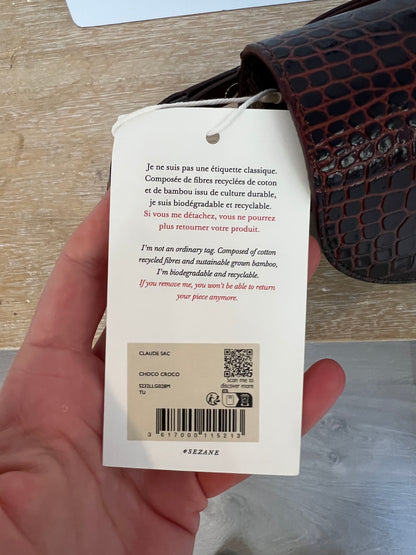 Je ne suis pas une étiquette classique.
Composée de fibres recyclées de coton
et de bambou issu de culture durable,
je suis biodégradable et recyclable.
Si vous me détachez, vous ne pourrez
plus retourner votre produit.
I'm not an ordinary tag. Composed of cotton
recycled fibres and sustainable grown bamboo,
I'm biodegradable and recyclable.
If you remove me, you won't be able to return
your piece anymore.
CLAUDE SAC
CHOCO CROCO
TU
Scan me to
discover more
3 617000 115213
#SEZANE